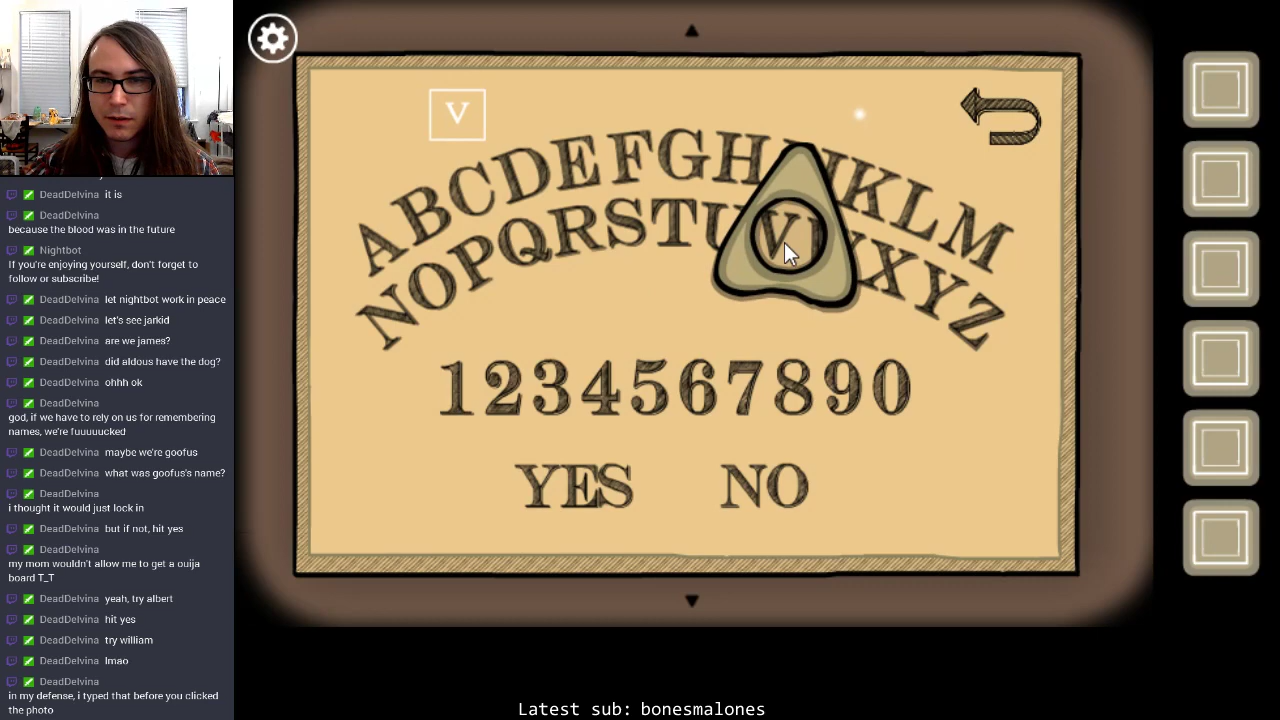 DeadDelvina it is
DeadDelvina
because the blood was in the future
Nightbot
If you're enjoying yourself, don't forget to
follow or subscribe!
DeadDelvina let nightbot work in peace
DeadDelvina let's see jarkid
DeadDelvina are we james?
DeadDelvina did aldous have the dog?
DeadDelvina ohhh ok
DeadDelvina
god, if we have to rely on us for remembering
names, we're fuuuuucked
DeadDelvina maybe we're goofus
DeadDelvina what was goofus's name?
DeadDelvina
i thought it would just lock in
DeadDelvina but if not, hit yes
DeadDelvina
my mom wouldn't allow me to get a ouija
board T_T
DeadDelvina yeah, try albert
DeadDelvina hit yes
DeadDelvina try william
DeadDelvina lmao
DeadDelvina
in my defense, i typed that before you clicked
the photo
V
ABCDEFGH KLM
NOPQRSTUV XYZ
1234567890
YES NO
Latest sub: bonesmalones